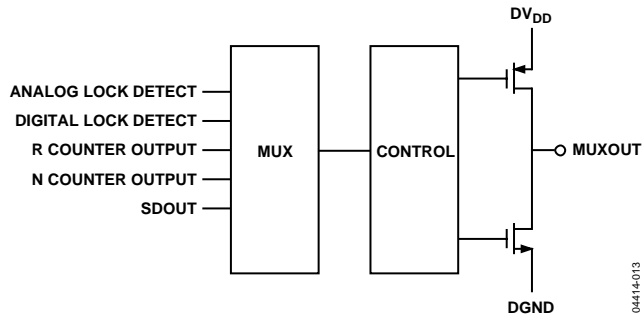 DVDD
ANALOG LOCK DETECT
DIGITAL LOCK DETECT
R COUNTER OUTPUT
N COUNTER OUTPUT
SDOUT
MUX
CONTROL
MUXOUT
DGND
04414-013